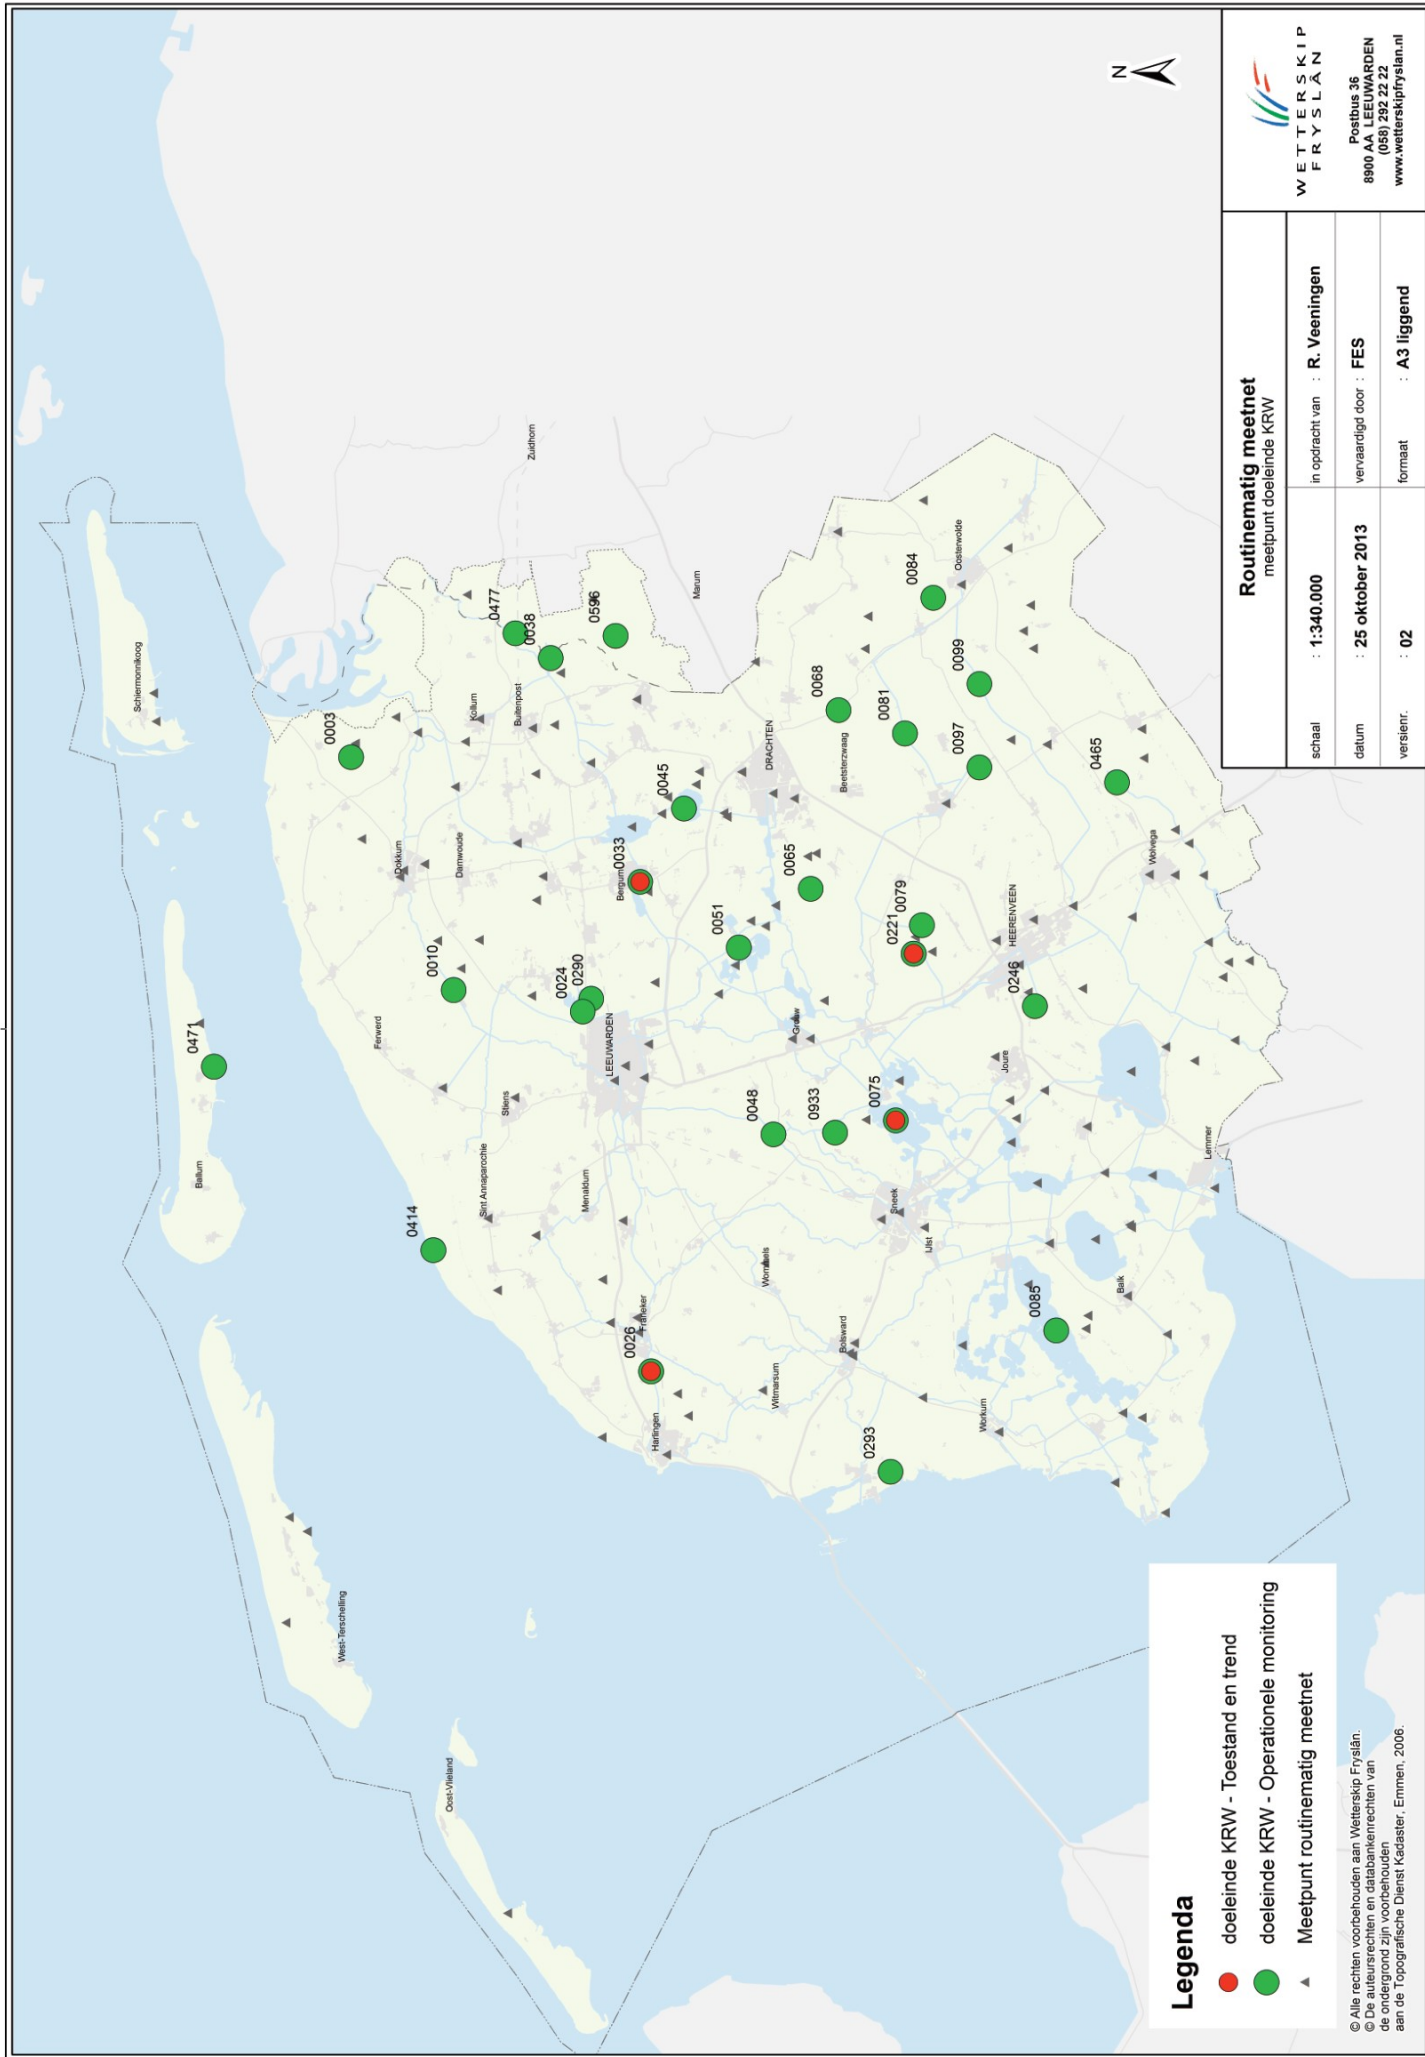 Schiermonnikoog
Zuidhorn
0003
0477
0038
0596
Marum
Kollum
Buitenpost
0084
Oosterwolde
0068
0099
0081
0097
0465
DRACHTEN
Beetsterzwaag
0045
Dokkum
Damwoude
0033
Bergum
0065
0051
0079
0221
HEERENVEEN
Wolvega
0010
0024
0290
0246
0471
Ferwerd
LEEUWARDEN
Grouw
Joure
Stiens
0048
0933
0075
Ballum
Sint Annaparochie
Menaldum
Sneek
IJlst
Lemmer
0414
Wommels
Balk
0085
0026
Franeker
Bolsward
Witmarsum
Harlingen
Workum
0293
West-Terschelling
Oost-Vlieland
N
Legenda
doeleinde KRW - Toestand en trend
doeleinde KRW - Operationele monitoring
Meetpunt routinematig meetnet
© Alle rechten voorbehouden aan Wetterskip Fryslân.
© De auteursrechten en databankenrechten van
de ondergrond zijn voorbehouden
aan de Topografische Dienst Kadaster, Emmen, 2006.
Routinematig meetnet
meetpunt doeleinde KRW
schaal : 1:340.000 in opdracht van : R. Veeningen
datum : 25 oktober 2013 vervaardigd door : FES
versienr. : 02 formaat : A3 liggend
WETTERSKIP
FRYSLÂN
Postbus 36
8900 AA LEEUWARDEN
(058) 292 22 22
www.wetterskipfryslan.nl